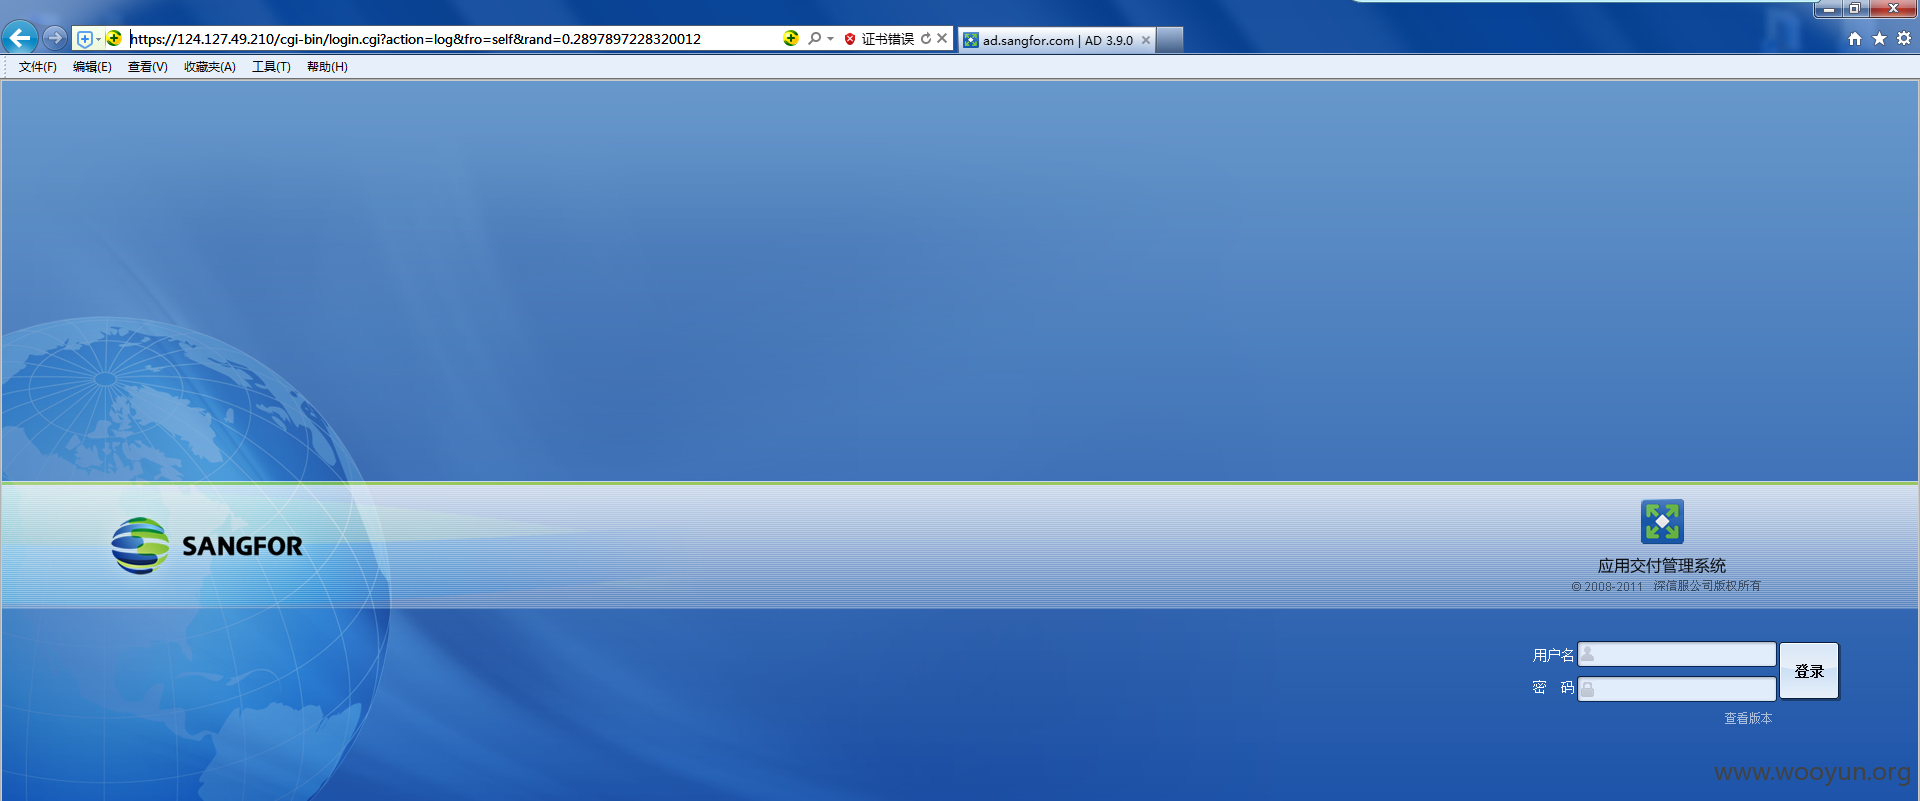 https://124.127.49.210/cgi-bin/login.cgi?action=log&fro=self&rand=0.2897897228320012
证书错误
ad.sangfor.com | AD 3.9.0
文件(F) 编辑(E) 查看(V) 收藏夹(A) 工具(T) 帮助(H)
SANGFOR
应用交付管理系统
© 2008-2011 深信服公司版权所有
用户名
密 码
登录
查看版本
www.wooyun.org